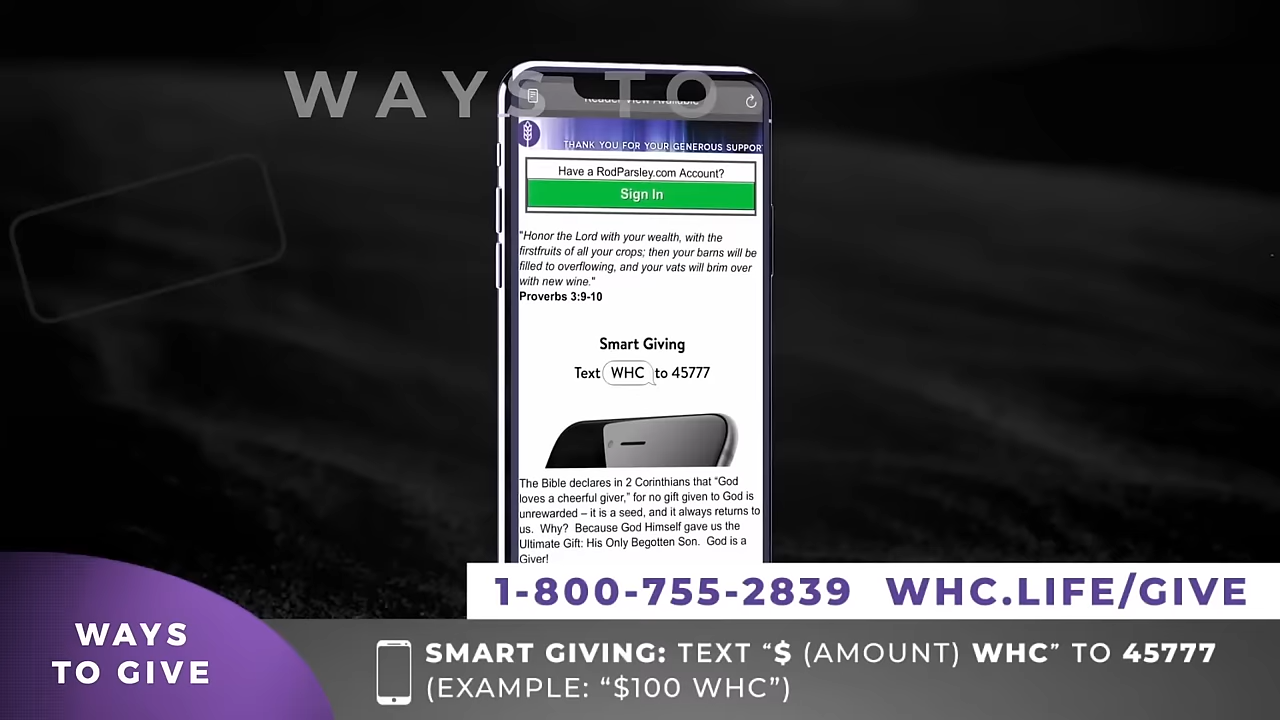 WAYS TO
Reader View Available
THANK YOU FOR YOUR GENEROUS SUPPORT
Have a RodParsley.com Account?
Sign In
"Honor the Lord with your wealth, with the
firstfruits of all your crops; then your barns will be
filled to overflowing, and your vats will brim over
with new wine."
Proverbs 3:9-10
Smart Giving
Text WHC to 45777
The Bible declares in 2 Corinthians that “God
loves a cheerful giver,” for no gift given to God is
unrewarded – it is a seed, and it always returns to
us. Why? Because God Himself gave us the
Ultimate Gift: His Only Begotten Son. God is a
Giver!
1-800-755-2839 WHC.LIFE/GIVE
WAYS
TO GIVE
SMART GIVING: TEXT “$ (AMOUNT) WHC” TO 45777
(EXAMPLE: “$100 WHC”)